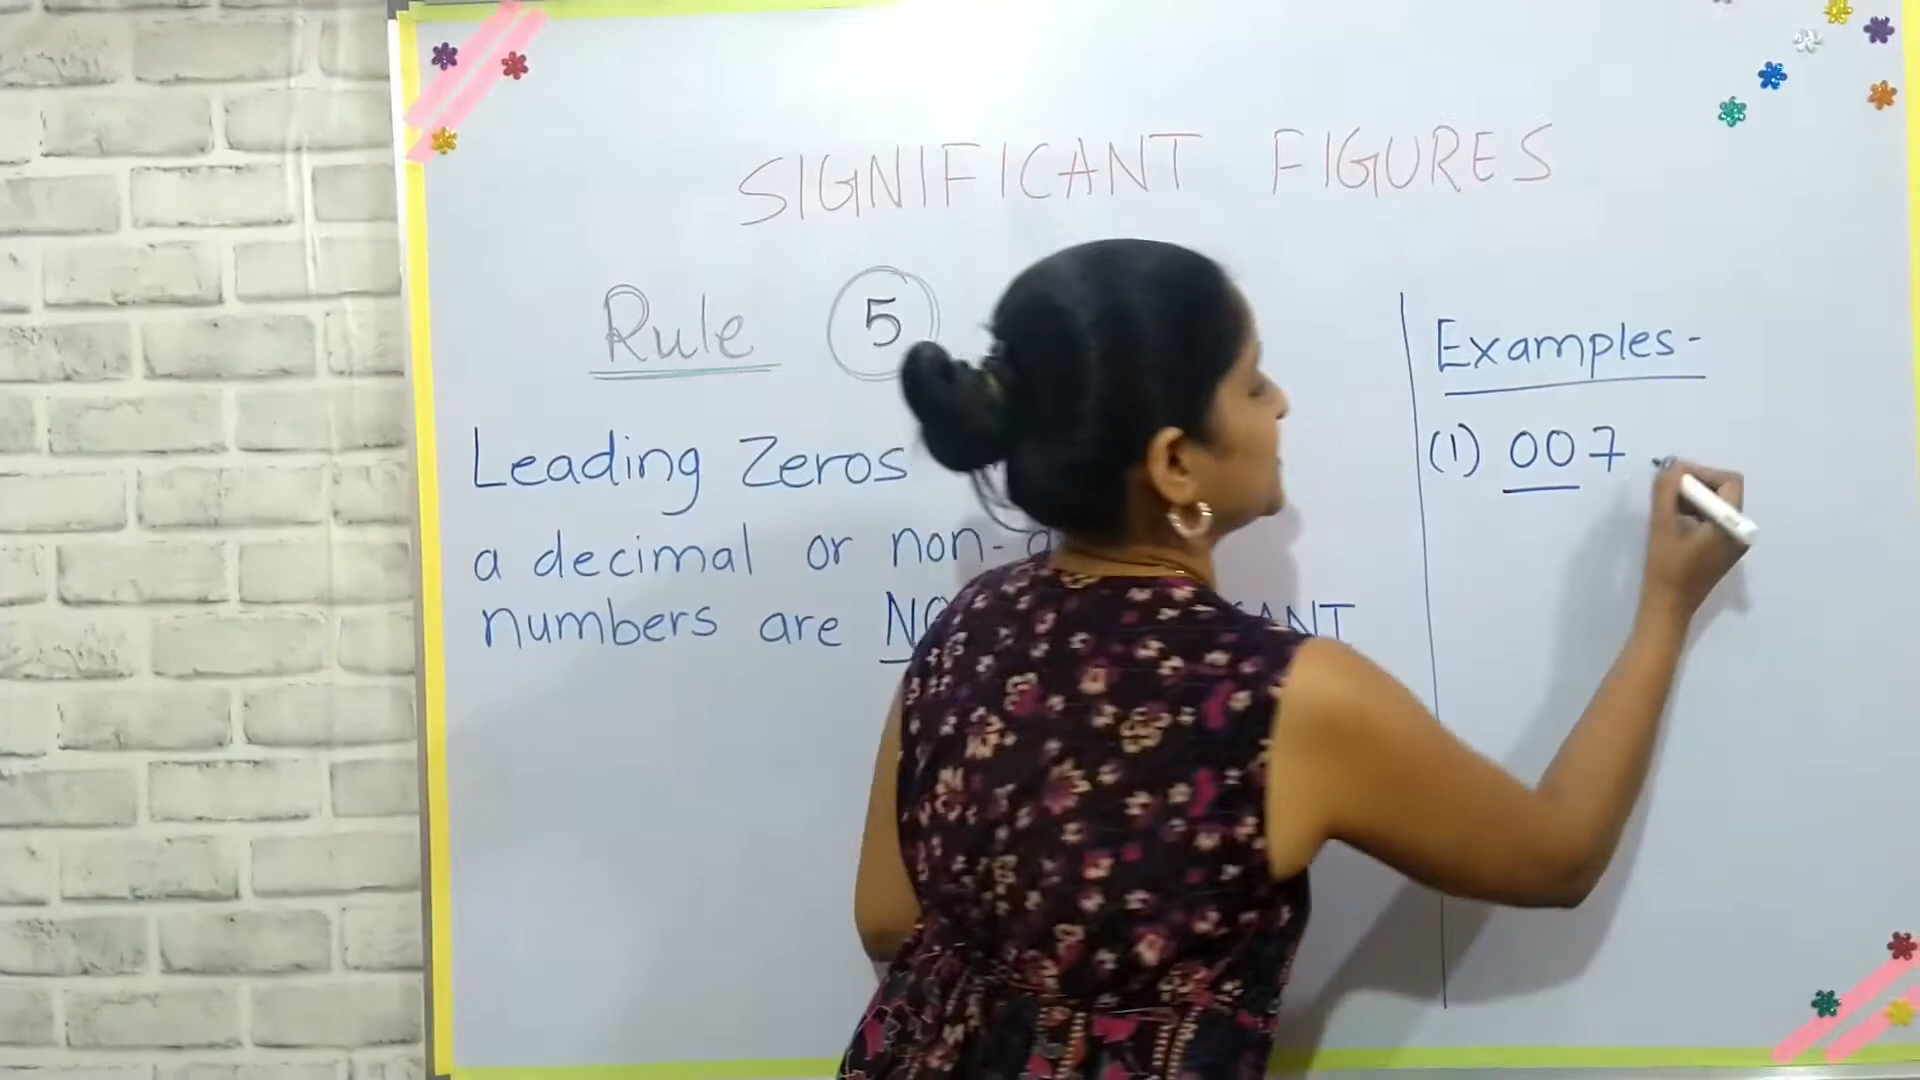 SIGNIFICANT FIGURES
Rule 5
Leading Zeros
a decimal or non-
numbers are
Examples-
(1) 007